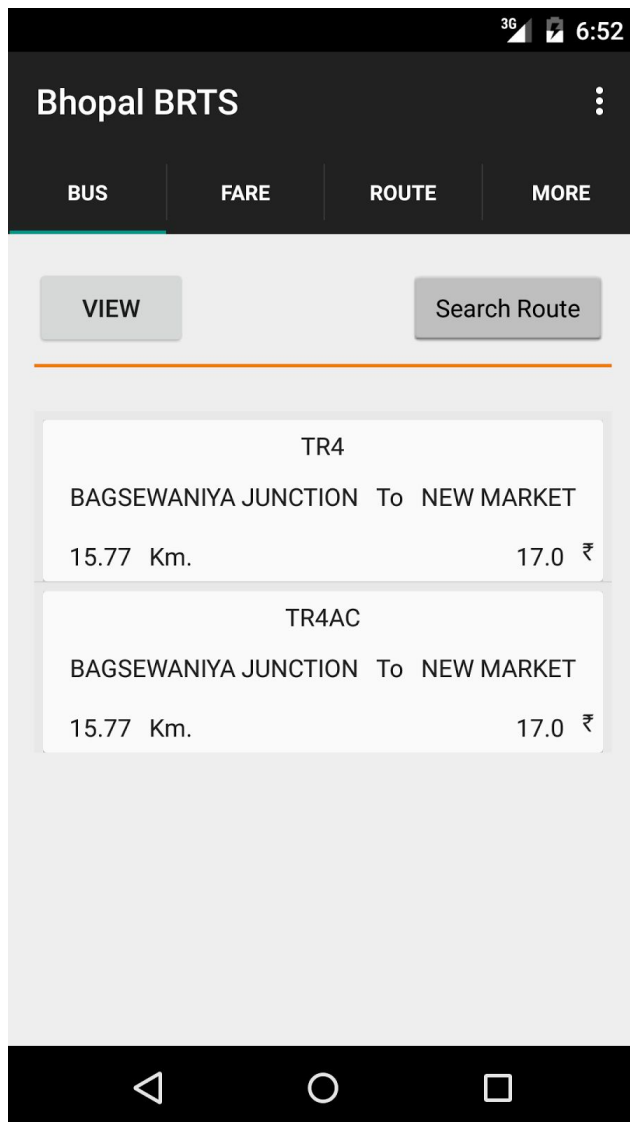 3G 6:52
Bhopal BRTS
BUS FARE ROUTE MORE
VIEW Search Route
TR4
BAGSEWANIYA JUNCTION To NEW MARKET
15.77 Km. 17.0 ₹
TR4AC
BAGSEWANIYA JUNCTION To NEW MARKET
15.77 Km. 17.0 ₹